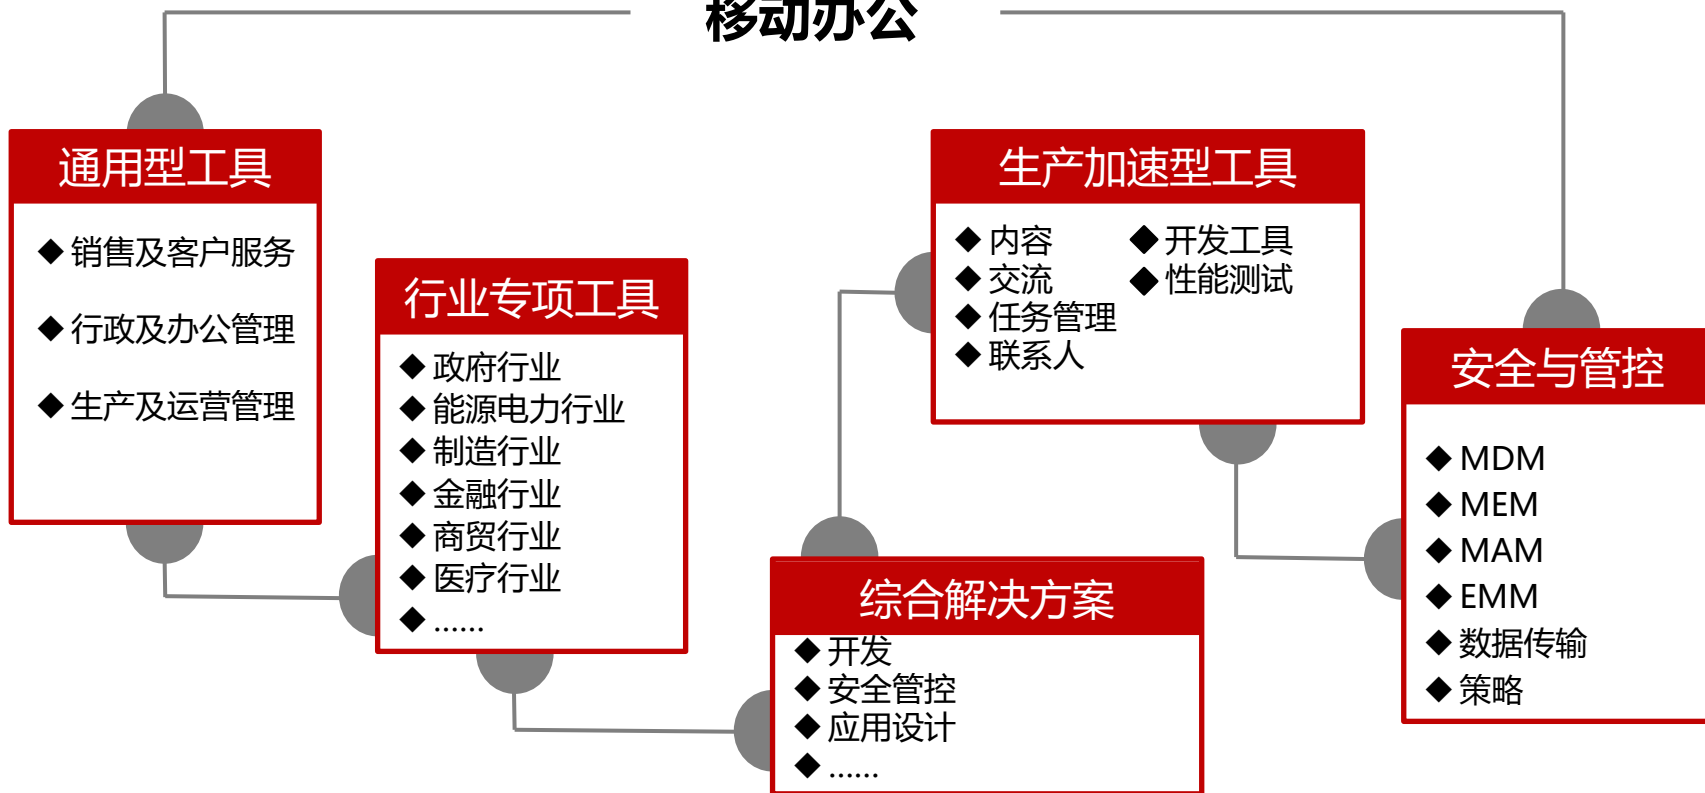 移动办公
通用型工具
◆ 销售及客户服务
◆ 行政及办公管理
◆ 生产及运营管理
行业专项工具
◆ 政府行业
◆ 能源电力行业
◆ 制造行业
◆ 金融行业
◆ 商贸行业
◆ 医疗行业
◆ ......
综合解决方案
◆ 开发
◆ 安全管控
◆ 应用设计
◆ ......
生产加速型工具
◆ 内容
◆ 交流
◆ 任务管理
◆ 联系人
◆ 开发工具
◆ 性能测试
安全与管控
◆ MDM
◆ MEM
◆ MAM
◆ EMM
◆ 数据传输
◆ 策略